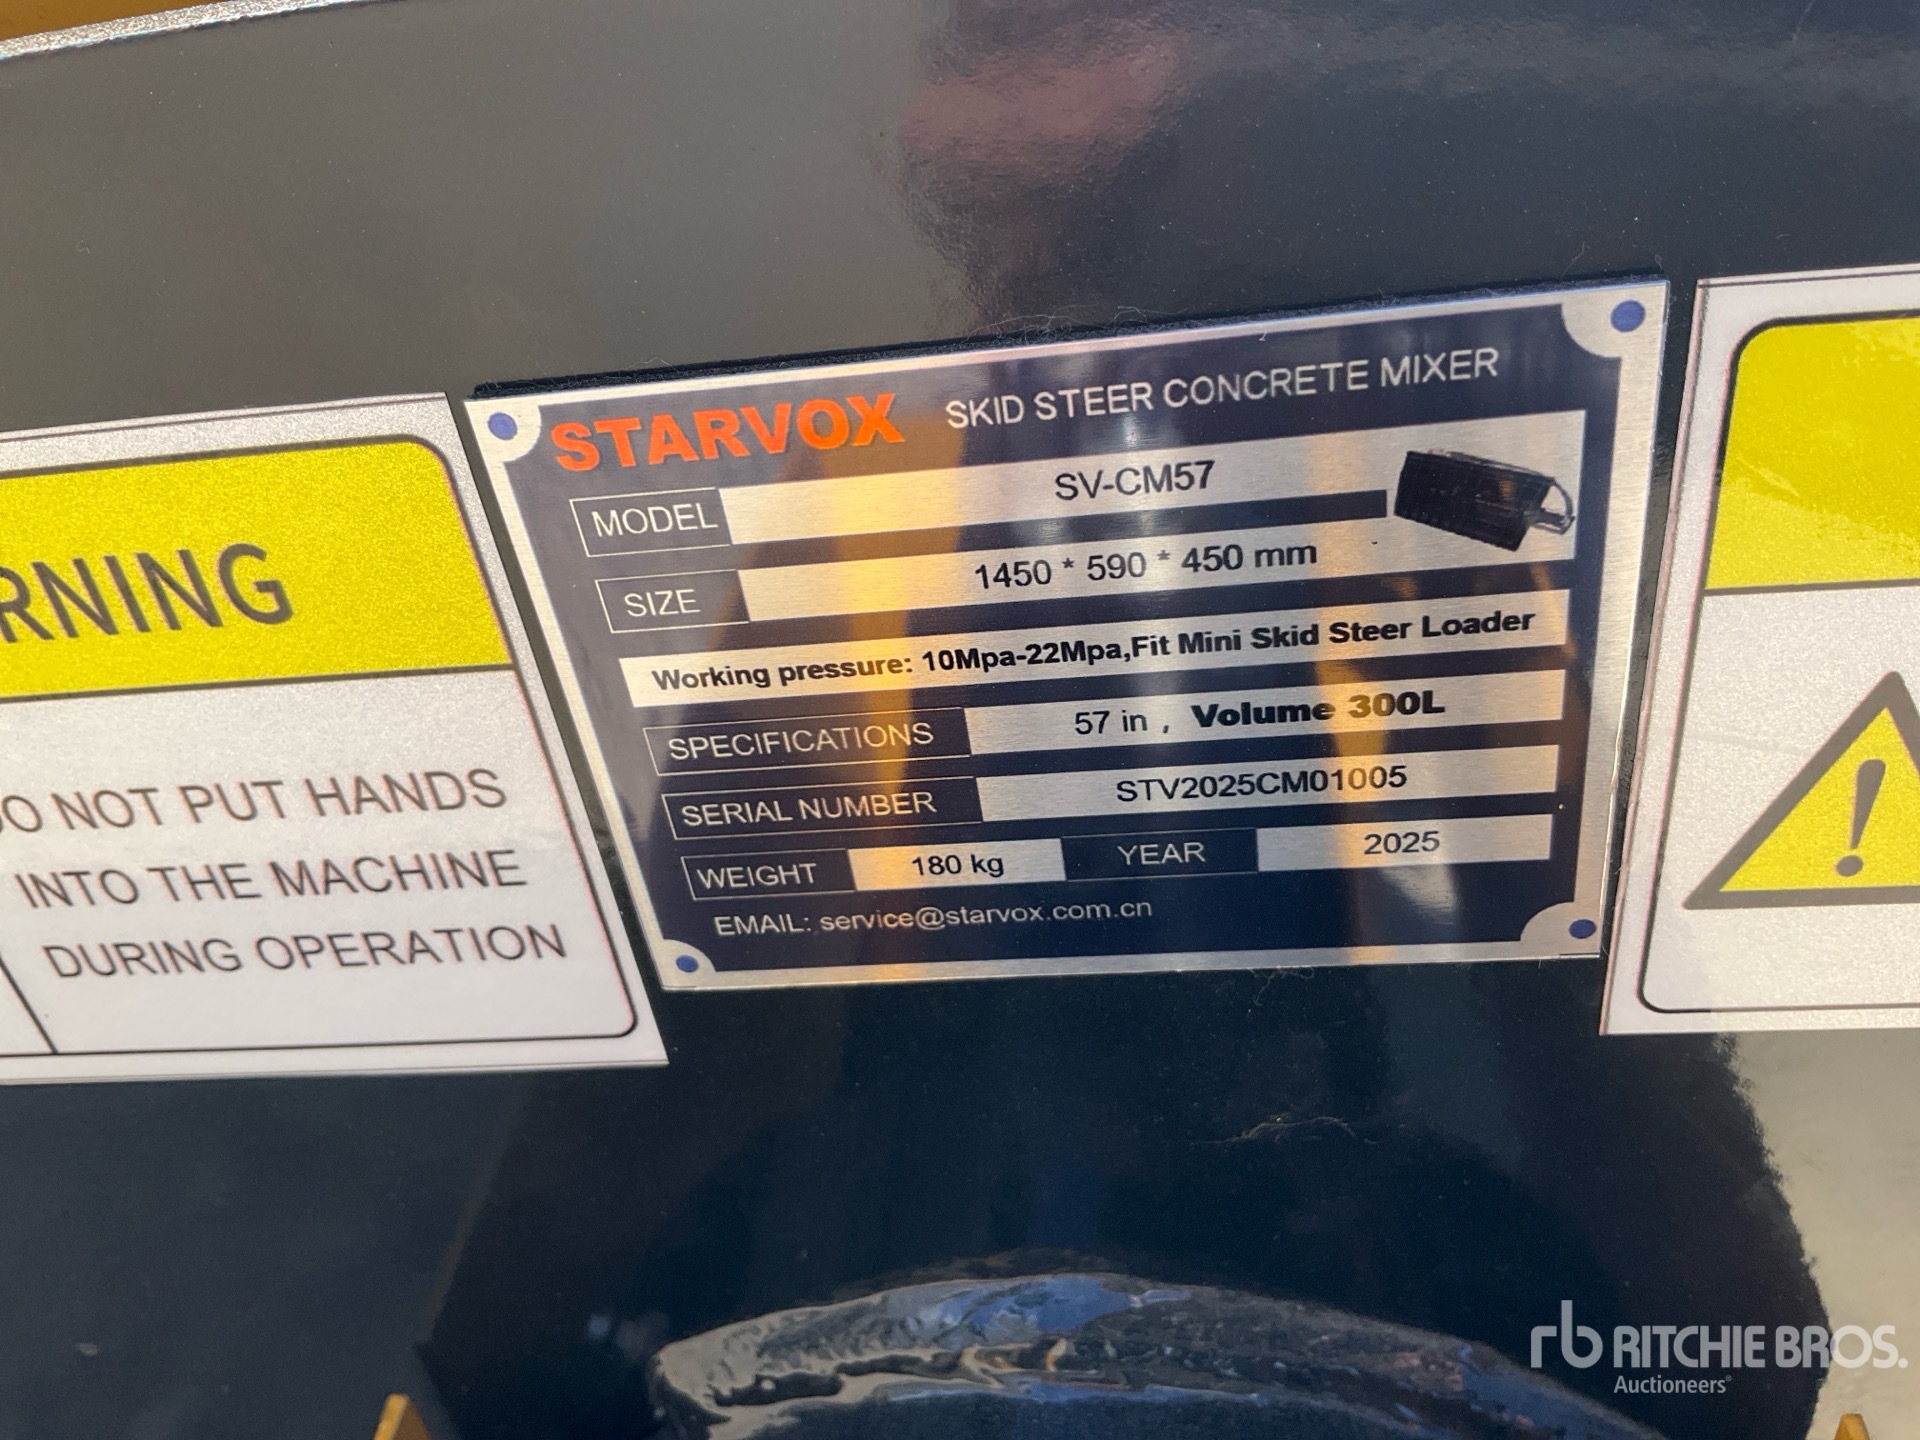 RNING
DO NOT PUT HANDS
INTO THE MACHINE
DURING OPERATION
STARVOX SKID STEER CONCRETE MIXER
MODEL SV-CM57
SIZE 1450 * 590 * 450 mm
Working pressure: 10Mpa-22Mpa,Fit Mini Skid Steer Loader
SPECIFICATIONS 57 in , Volume 300L
SERIAL NUMBER STV2025CM01005
WEIGHT 180 kg YEAR 2025
EMAIL: service@starvox.com.cn
rb RITCHIE BROS.
Auctioneers®